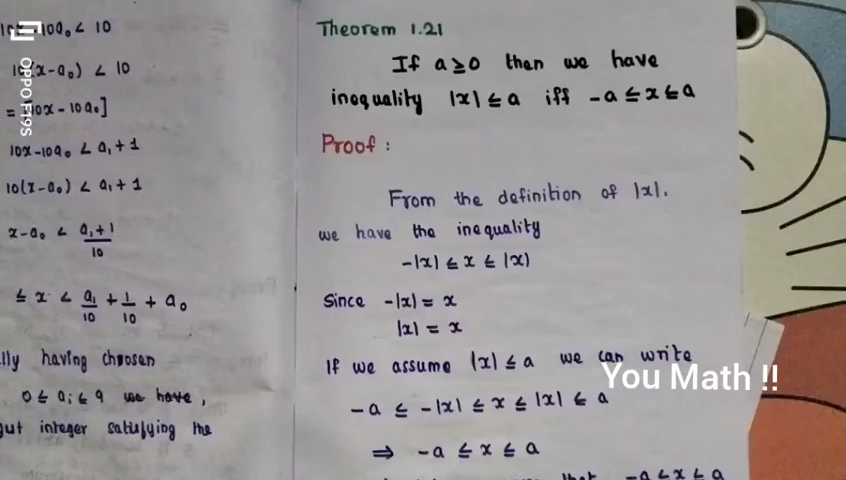 10x-10a₀ < 10
10(x-a₀) < 10
= [10x - 10a₀]
10x-10a₀ < a₁+1
10(x-a₀) < a₁+1
x-a₀ < a₁+1/10
≤ x < a₁/10 + 1/10 + a₀
lly having choosen
0 ≤ aᵢ ≤ 9 we have,
integer satisfying the
Theorem 1.21
If a ≥ 0 then we have
inequality |x| ≤ a iff -a ≤ x ≤ a
Proof :
From the definition of |x|.
we have the inequality
-|x| ≤ x ≤ |x|
Since -|x| = x
|x| = x
If we assume |x| ≤ a we can write
-a ≤ -|x| ≤ x ≤ |x| ≤ a
⇒ -a ≤ x ≤ a
that -a ≤ x ≤ a
OPPO F19S
You Math !!